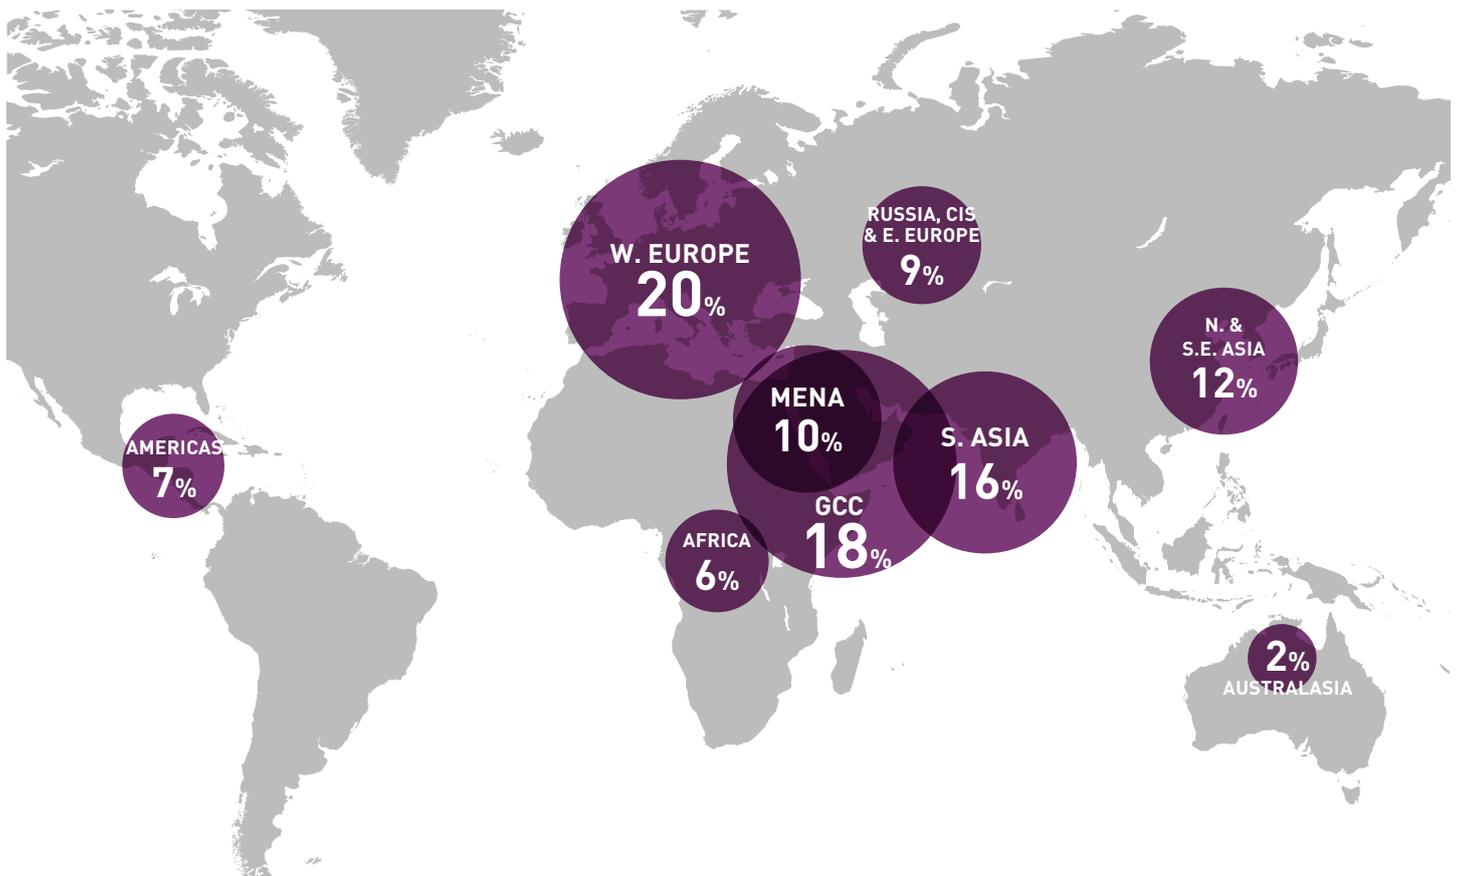 W. EUROPE
20%
RUSSIA, CIS
& E. EUROPE
9%
N. &
S.E. ASIA
12%
MENA
10%
S. ASIA
16%
AMERICAS
7%
GCC
18%
AFRICA
6%
2%
AUSTRALASIA